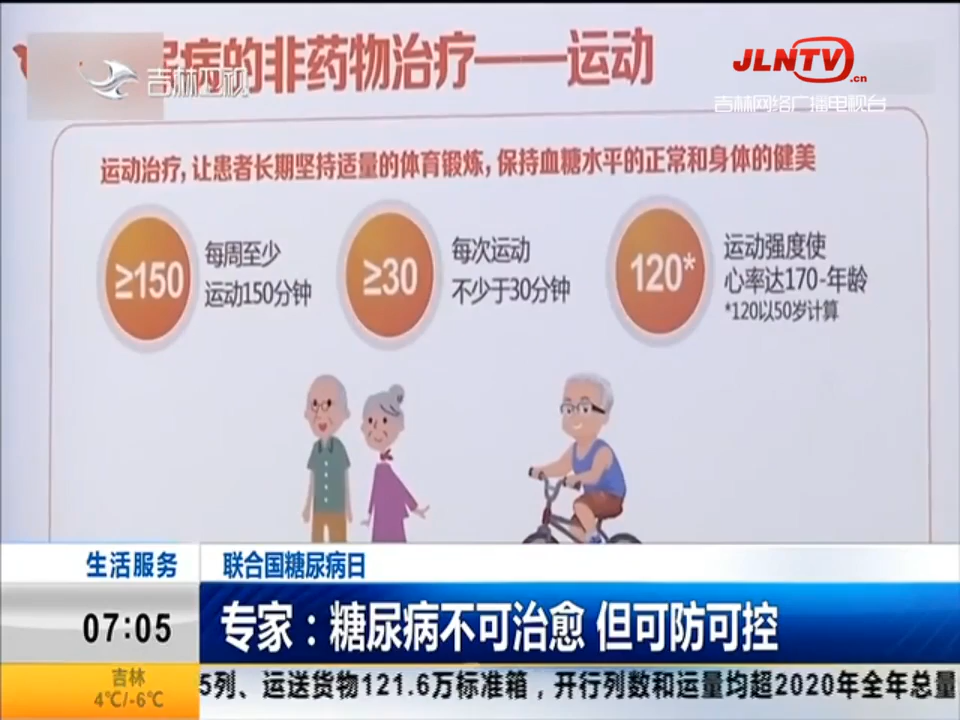 尿病的非药物治疗——运动
吉林卫视
JLNTV.cn
吉林网络广播电视台
运动治疗，让患者长期坚持适量的体育锻炼，保持血糖水平的正常和身体的健美
≥150
每周至少
运动150分钟
≥30
每次运动
不少于30分钟
120*
运动强度使
心率达170-年龄
*120以50岁计算
生活服务
联合国糖尿病日
07:05
专家：糖尿病不可治愈 但可防可控
吉林
4℃/-6℃
5列、运送货物121.6万标准箱，开行列数和运量均超2020年全年总量